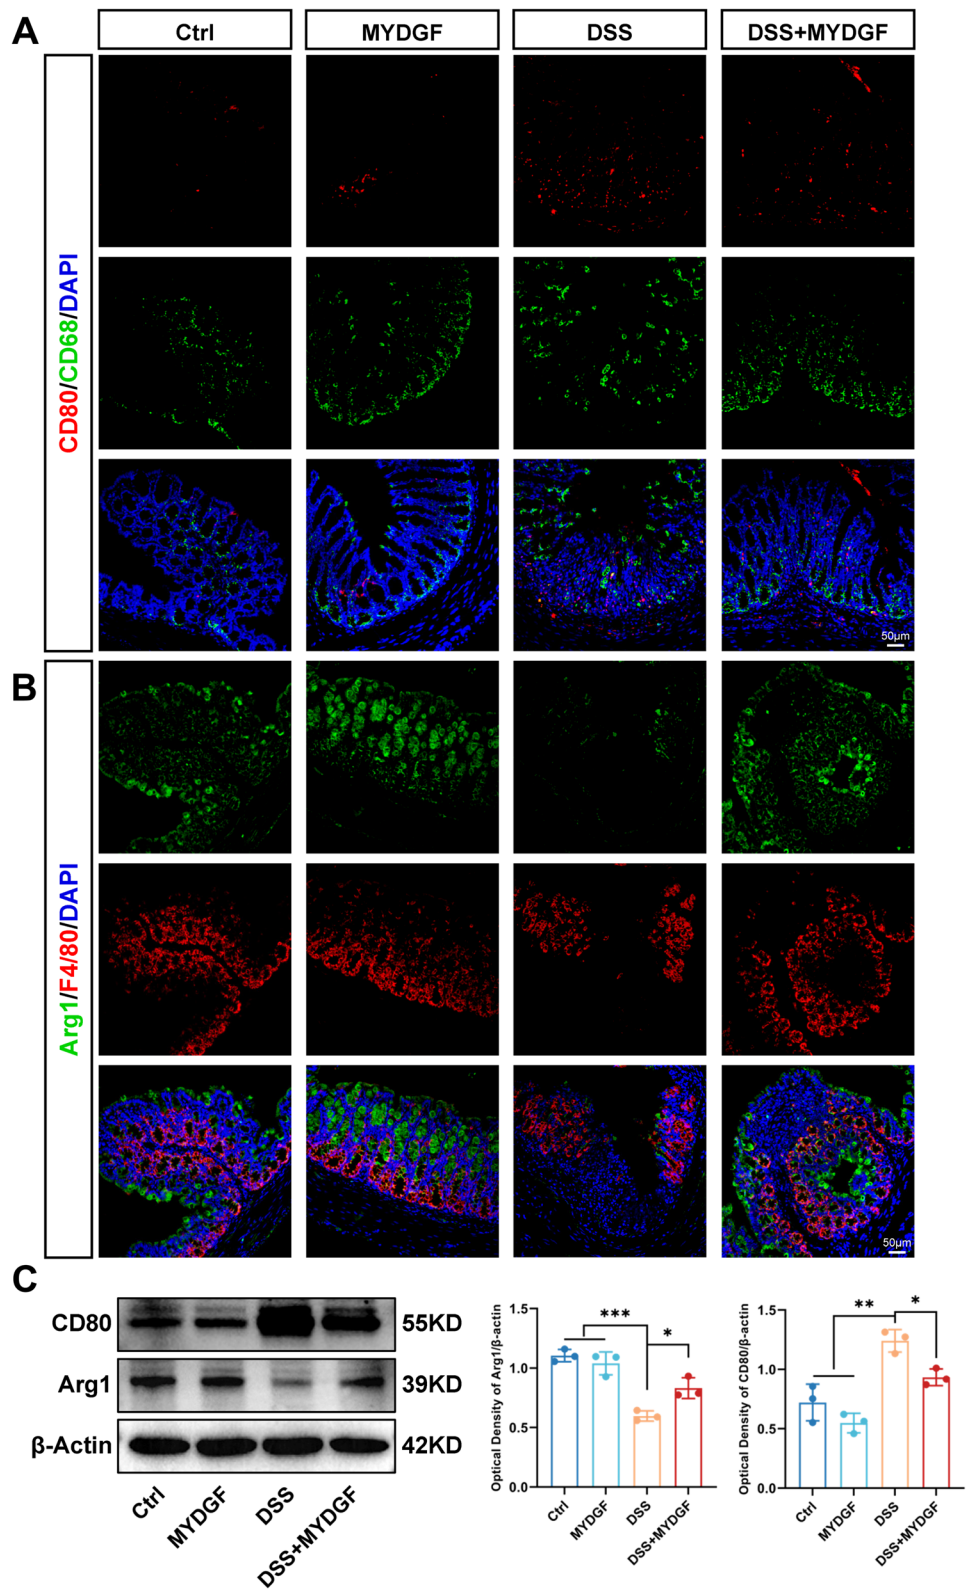 A
Ctrl
MYDGF
DSS
DSS+MYDGF
CD80/CD68/DAPI
50μm
B
Arg1/F4/80/DAPI
50μm
C
CD80
55KD
Arg1
39KD
β-Actin
42KD
Ctrl
MYDGF
DSS
DSS+MYDGF
Optical Density of Arg1/β-actin
1.5
1.0
0.5
0.0
***
*
Ctrl
MYDGF
DSS
DSS+MYDGF
Optical Density of CD80/β-actin
1.5
1.0
0.5
0.0
**
*
Ctrl
MYDGF
DSS
DSS+MYDGF